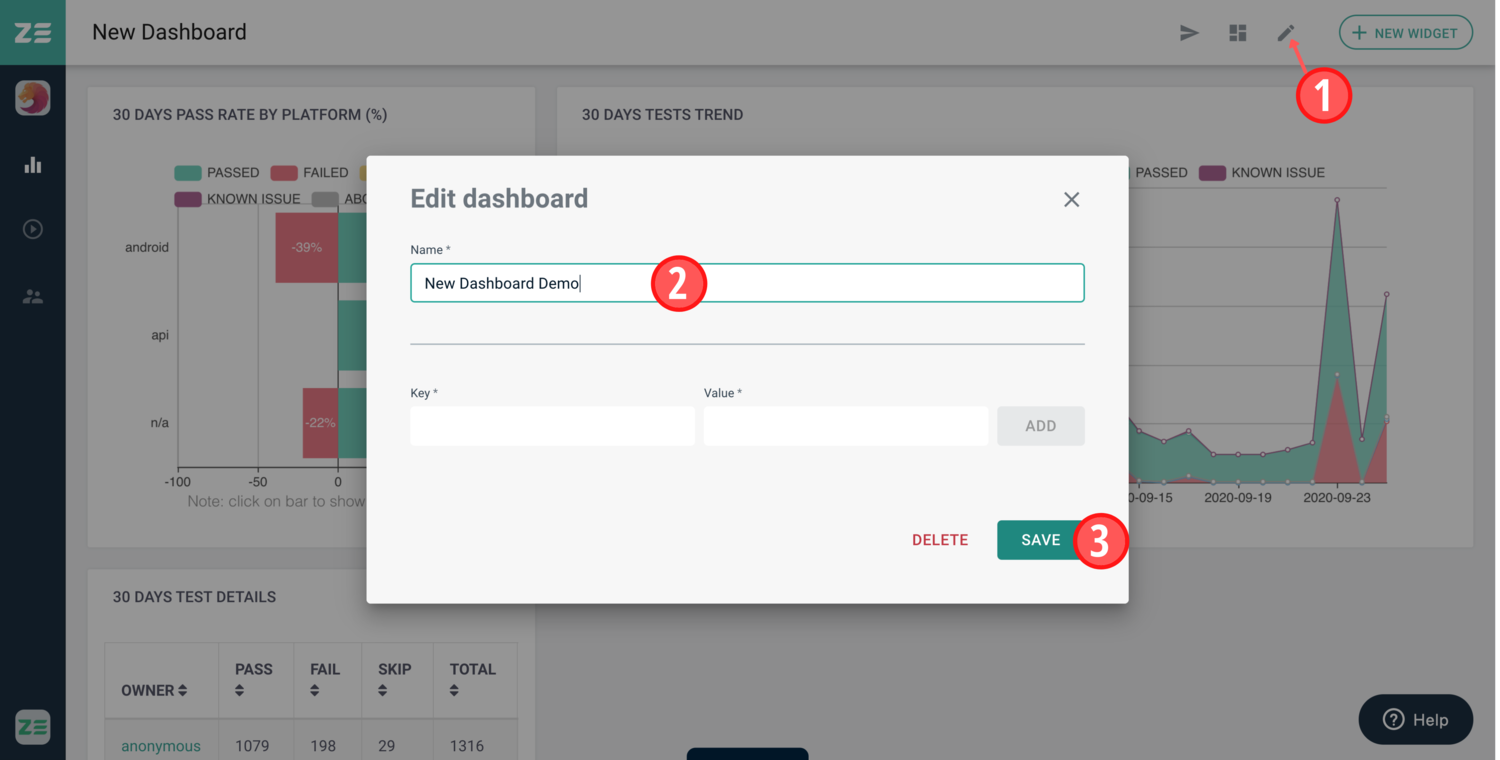 ZE New Dashboard + NEW WIDGET
1
30 DAYS PASS RATE BY PLATFORM (%)
30 DAYS TESTS TREND
PASSED FAILED
KNOWN ISSUE
PASSED KNOWN ISSUE
android -39%
api
n/a -22%
-100 -50 0
Note: click on bar to show
2020-09-19 2020-09-23
Edit dashboard
Name *
New Dashboard Demo
2
Key * Value *
ADD
DELETE SAVE
3
30 DAYS TEST DETAILS
OWNER PASS FAIL SKIP TOTAL
anonymous 1079 198 29 1316
ZE
? Help